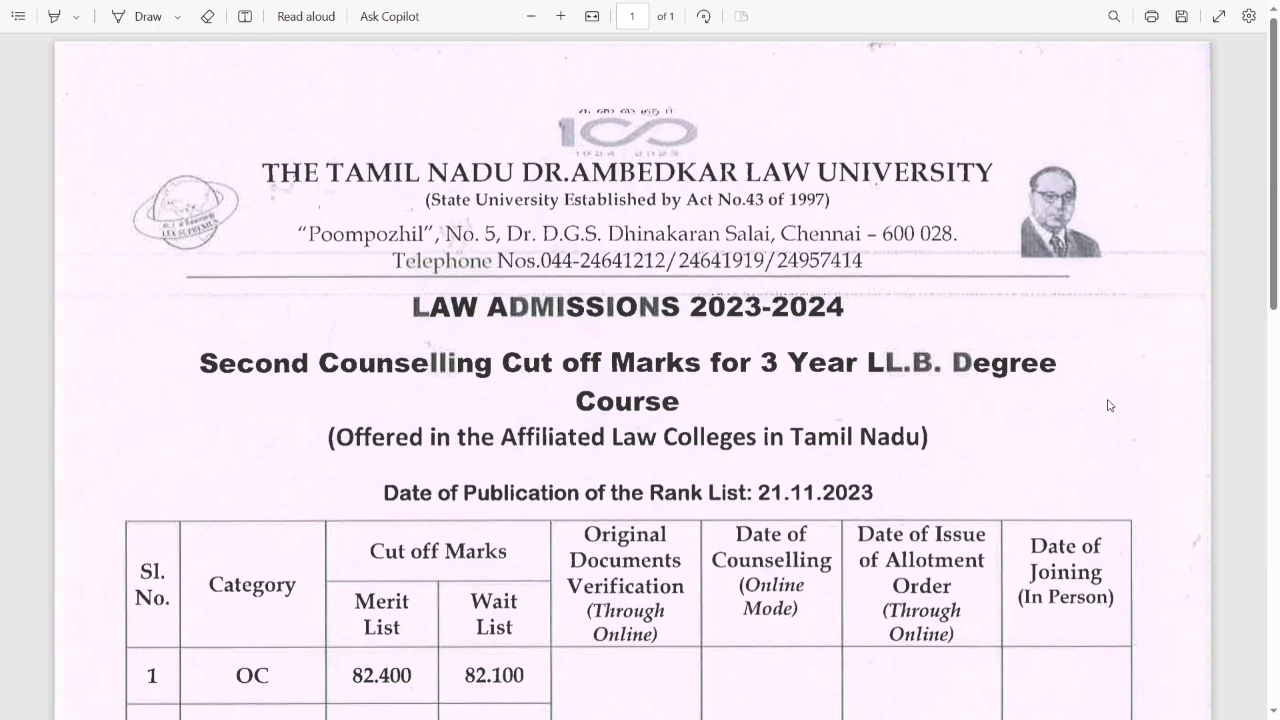 Draw
Read aloud
Ask Copilot
1 of 1
100
1924 - 2023
THE TAMIL NADU DR.AMBEDKAR LAW UNIVERSITY
(State University Established by Act No.43 of 1997)
“Poompozhil”, No. 5, Dr. D.G.S. Dhinakaran Salai, Chennai – 600 028.
Telephone Nos.044-24641212/24641919/24957414
LAW ADMISSIONS 2023-2024
Second Counselling Cut off Marks for 3 Year LL.B. Degree
Course
(Offered in the Affiliated Law Colleges in Tamil Nadu)
Date of Publication of the Rank List: 21.11.2023
Sl.
No.
Category
Cut off Marks
Merit
List
Wait
List
Original
Documents
Verification
(Through
Online)
Date of
Counselling
(Online
Mode)
Date of Issue
of Allotment
Order
(Through
Online)
Date of
Joining
(In Person)
1 OC 82.400 82.100